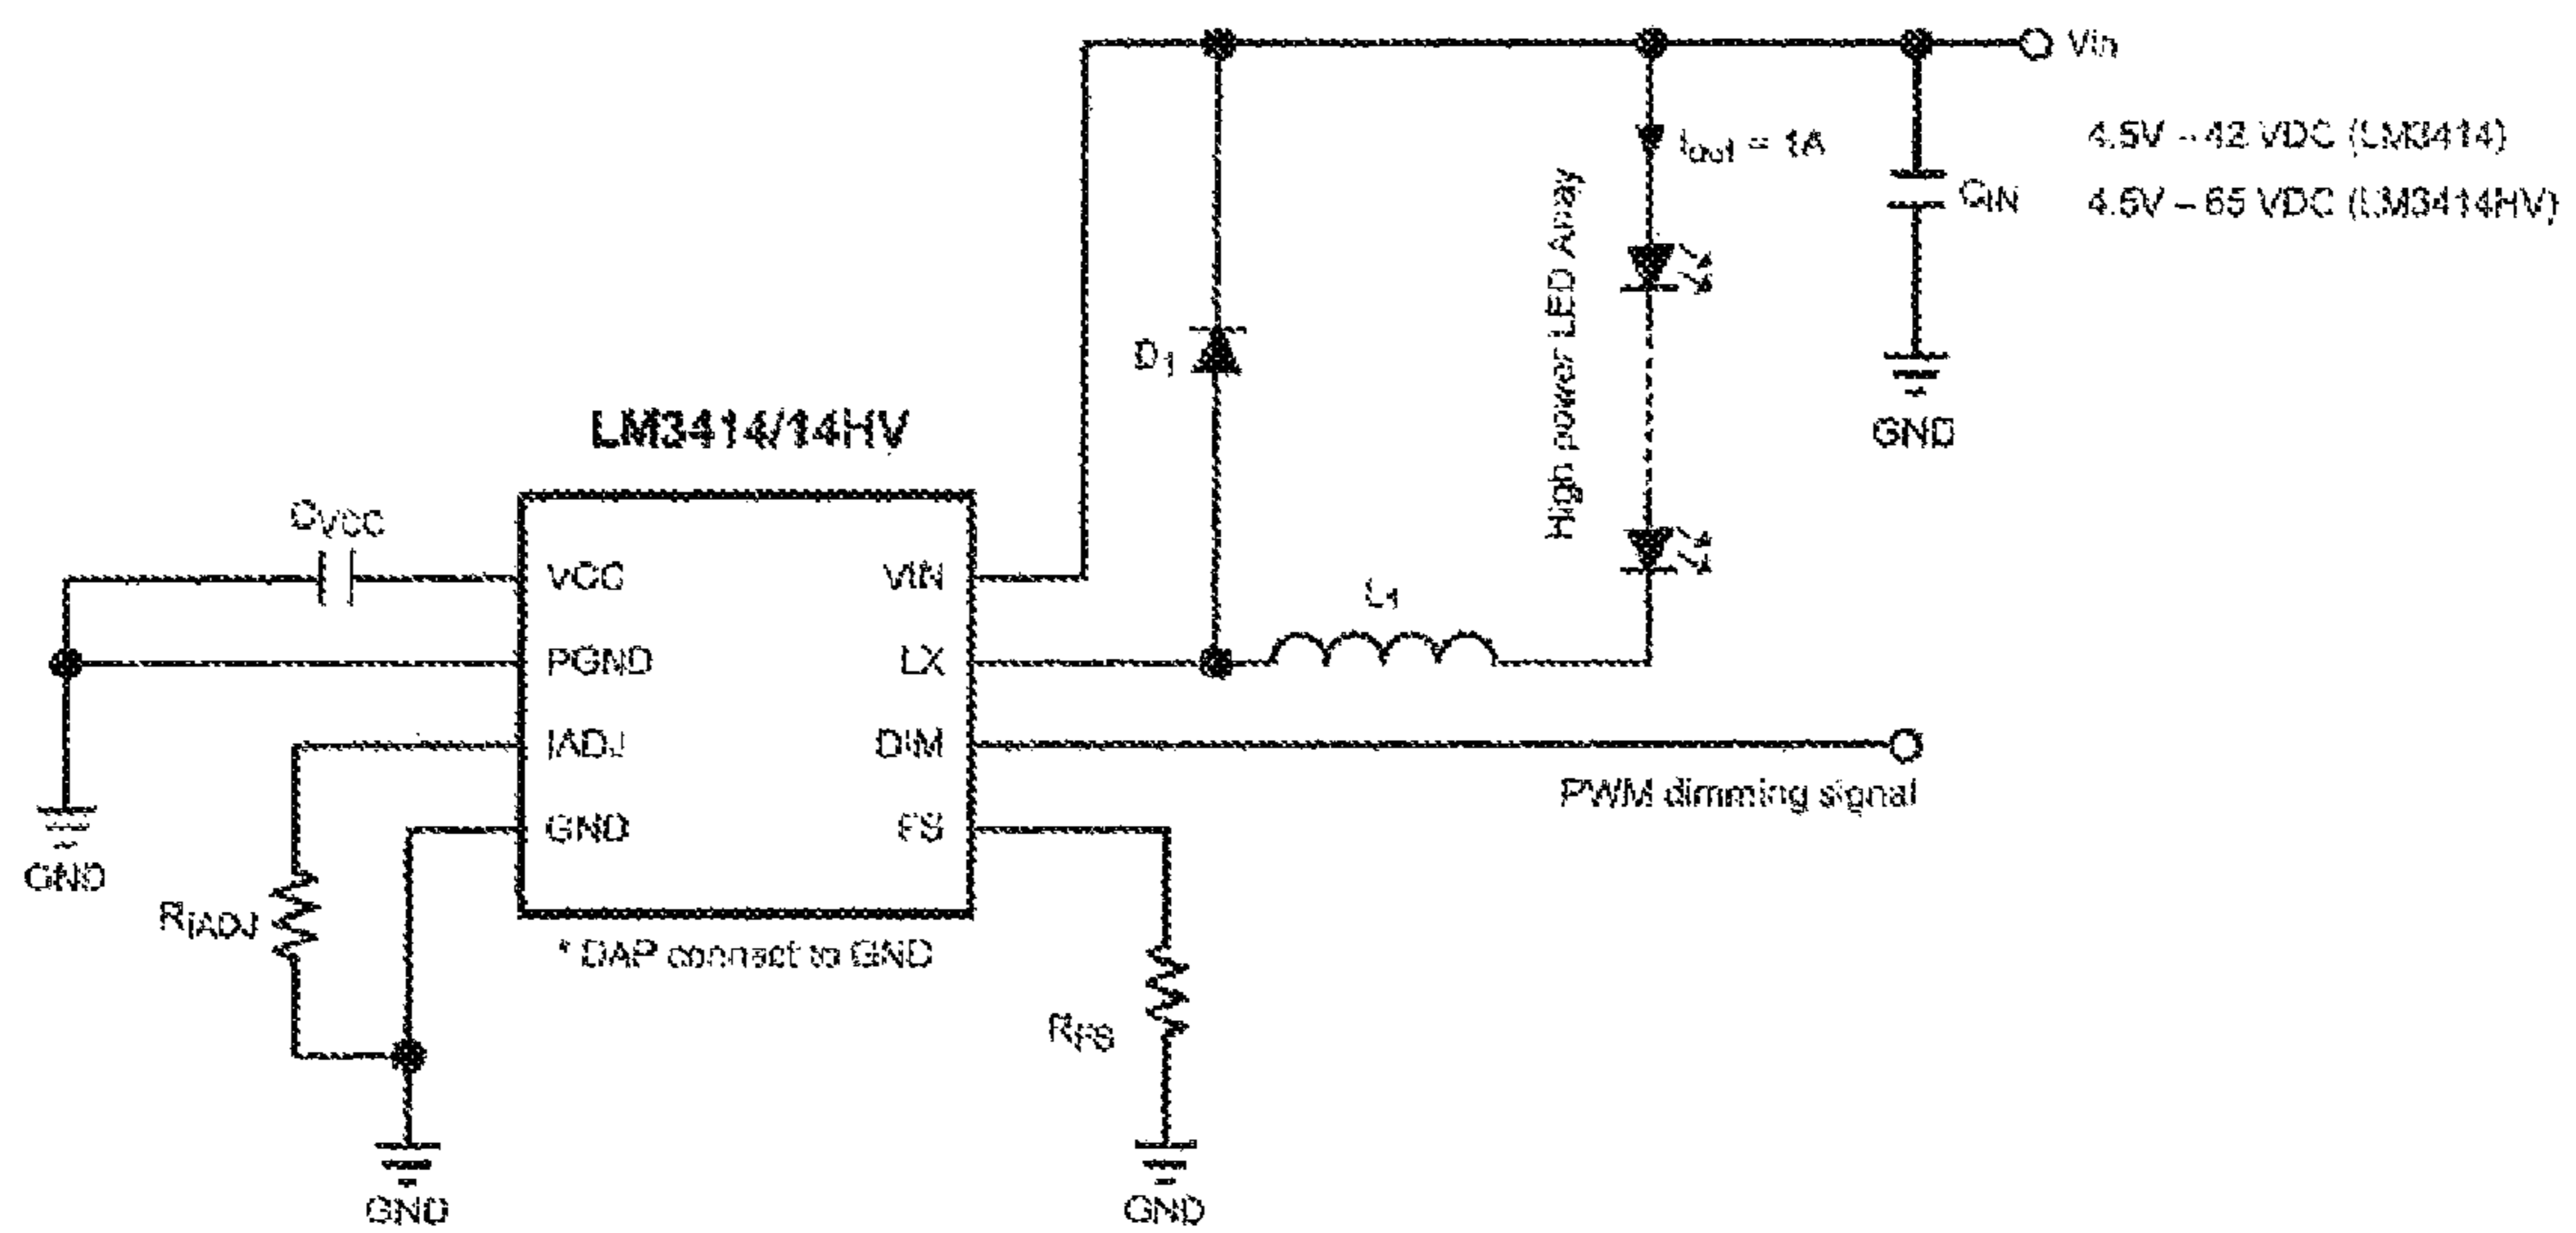 Vin
Iout = 1A
4.5V – 42 VDC (LM3414)
4.5V – 65 VDC (LM3414HV)
CIN
High power LED Array
D1
GND
LM3414/14HV
CVCC
VCC
VIN
L1
PGND
LX
IADJ
DIM
PWM dimming signal
GND
FS
GND
RIADJ
* DAP connect to GND
RFS
GND
GND